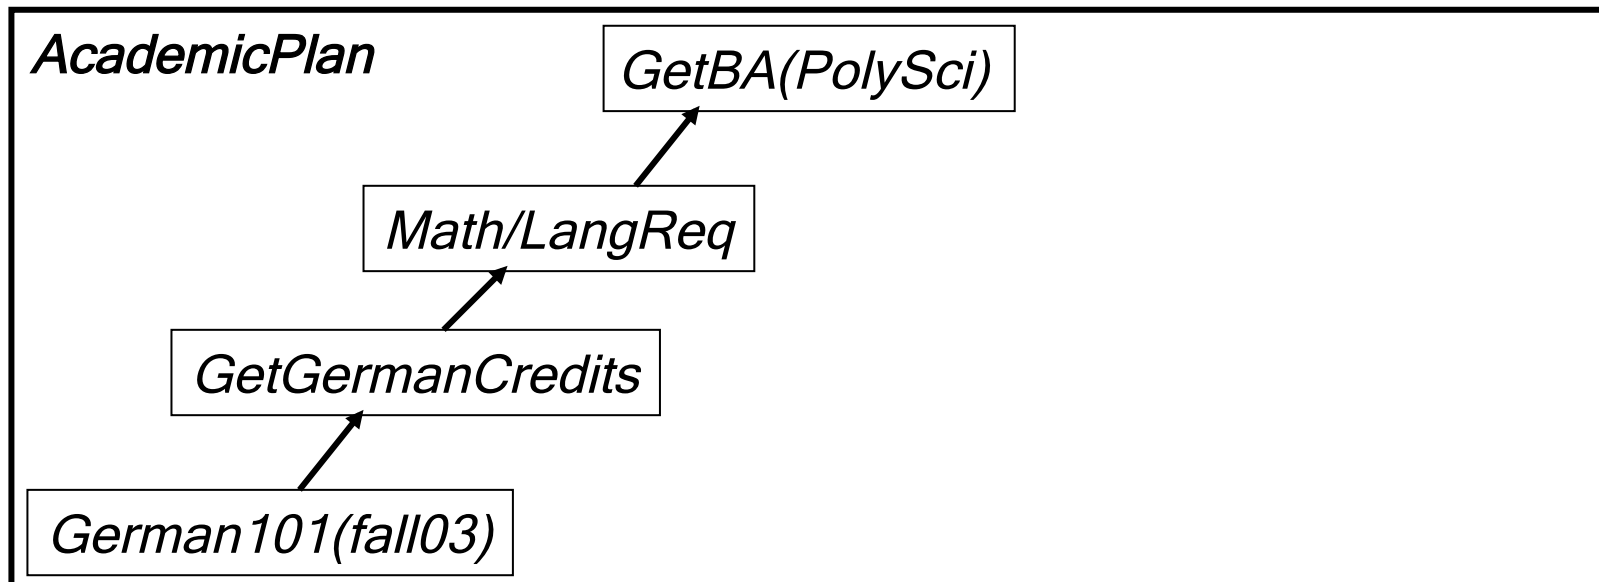 AcademicPlan
GetBA(PolySci)
Math/LangReq
GetGermanCredits
German101(fall03)